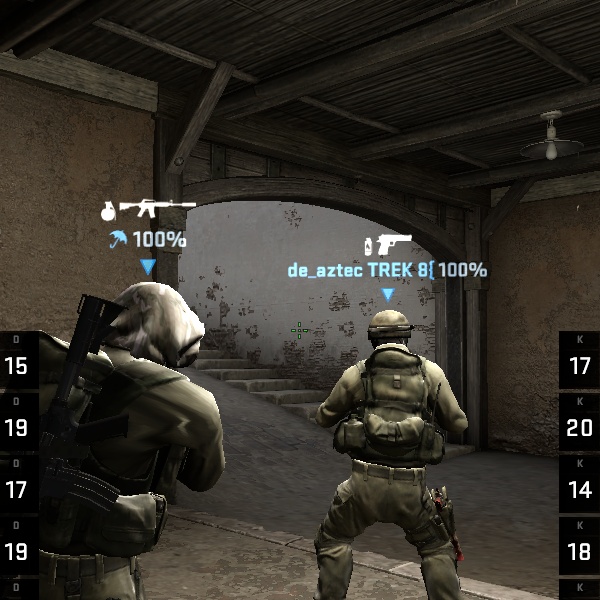 ☂ 100%
de_aztec TREK 8[ 100%
D K
15 17
D K
19 20
D K
17 14
D K
19 18
D K